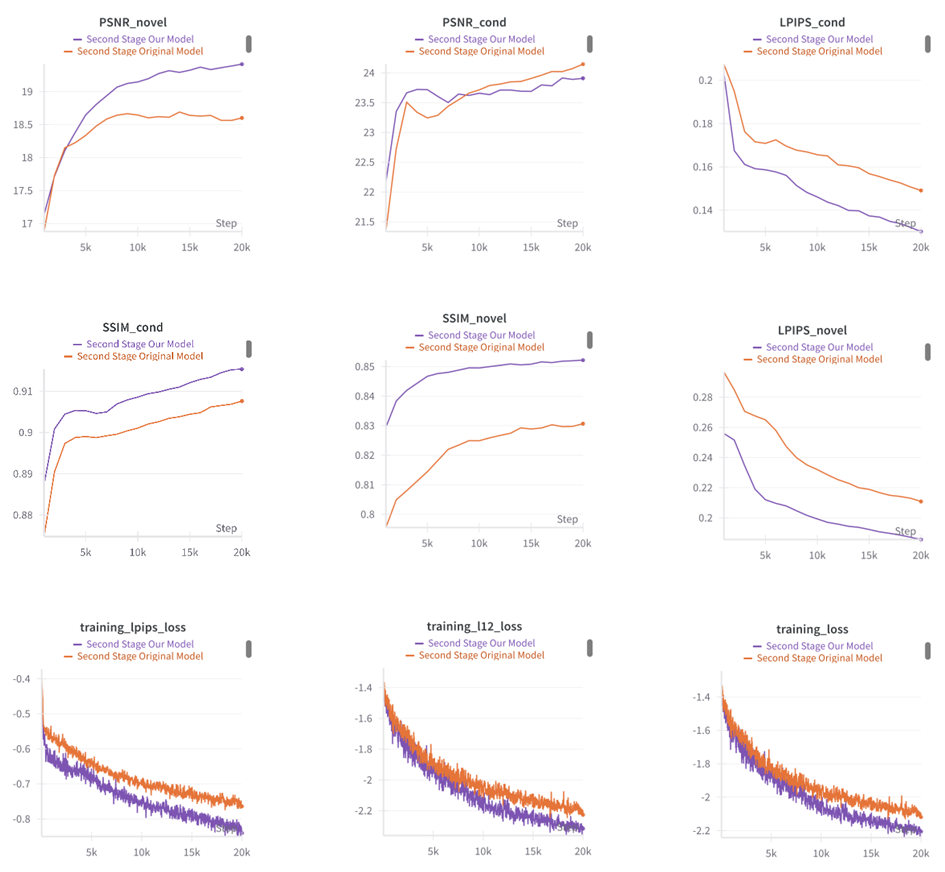 PSNR_novel
Second Stage Our Model
Second Stage Original Model
19
18.5
18
17.5
17
Step
5k 10k 15k 20k
PSNR_cond
Second Stage Our Model
Second Stage Original Model
24
23.5
23
22.5
22
21.5
Step
5k 10k 15k 20k
LPIPS_cond
Second Stage Our Model
Second Stage Original Model
0.2
0.18
0.16
0.14
Step
5k 10k 15k 20k
SSIM_cond
Second Stage Our Model
Second Stage Original Model
0.91
0.9
0.89
0.88
Step
5k 10k 15k 20k
SSIM_novel
Second Stage Our Model
Second Stage Original Model
0.85
0.84
0.83
0.82
0.81
0.8
Step
5k 10k 15k 20k
LPIPS_novel
Second Stage Our Model
Second Stage Original Model
0.28
0.26
0.24
0.22
0.2
Step
5k 10k 15k 20k
training_lpips_loss
Second Stage Our Model
Second Stage Original Model
-0.4
-0.5
-0.6
-0.7
-0.8
5k 10k 15k 20k
training_l12_loss
Second Stage Our Model
Second Stage Original Model
-1.4
-1.6
-1.8
-2
-2.2
5k 10k 15k 20k
training_loss
Second Stage Our Model
Second Stage Original Model
-1.4
-1.6
-1.8
-2
-2.2
5k 10k 15k 20k